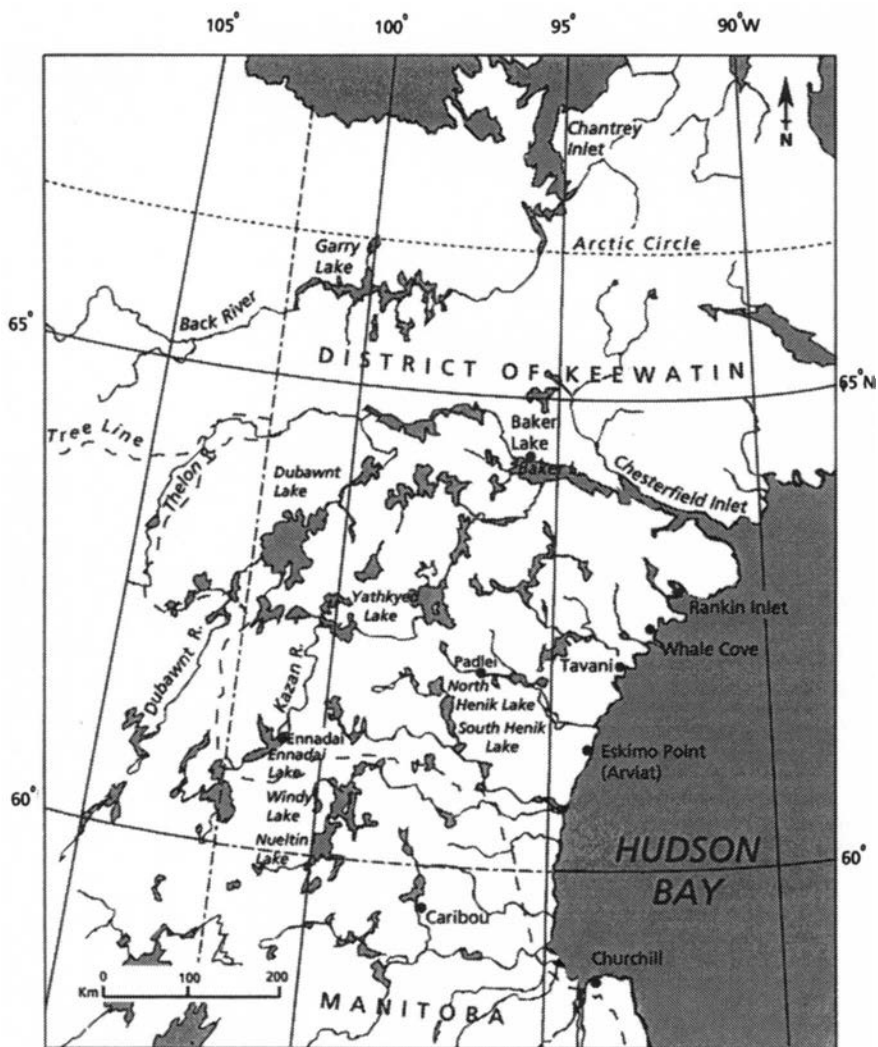 105°
100°
95°
90°W
Chantrey
Inlet
N
Arctic Circle
Garry
Lake
Back River
65°
DISTRICT OF KEEWATIN
65°N
Tree Line
Thelon R.
Baker
Lake
Baker L.
Dubawnt
Lake
Chesterfield Inlet
Yathkyed
Lake
Rankin Inlet
Whale Cove
Dubawnt R.
Kazan R.
Padlei
Tavani
North
Henik Lake
South Henik
Lake
Ennadai
Ennadai
Lake
Eskimo Point
(Arviat)
60°
Windy
Lake
Nueltin
Lake
HUDSON
BAY
60°
Caribou
Churchill
0 100 200
Km
MANITOBA